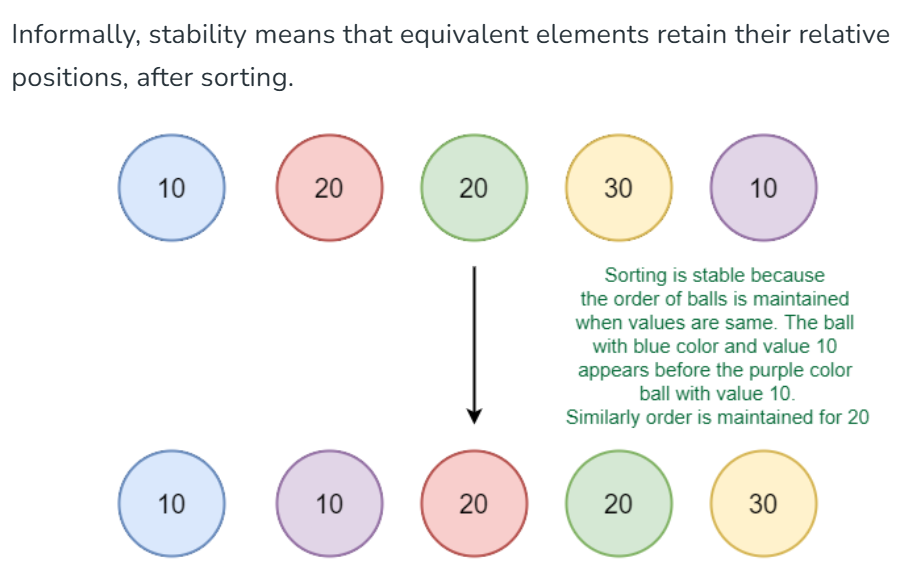 Informally, stability means that equivalent elements retain their relative
positions, after sorting.
10 20 20 30 10
Sorting is stable because
the order of balls is maintained
when values are same. The ball
with blue color and value 10
appears before the purple color
ball with value 10.
Similarly order is maintained for 20
10 10 20 20 30